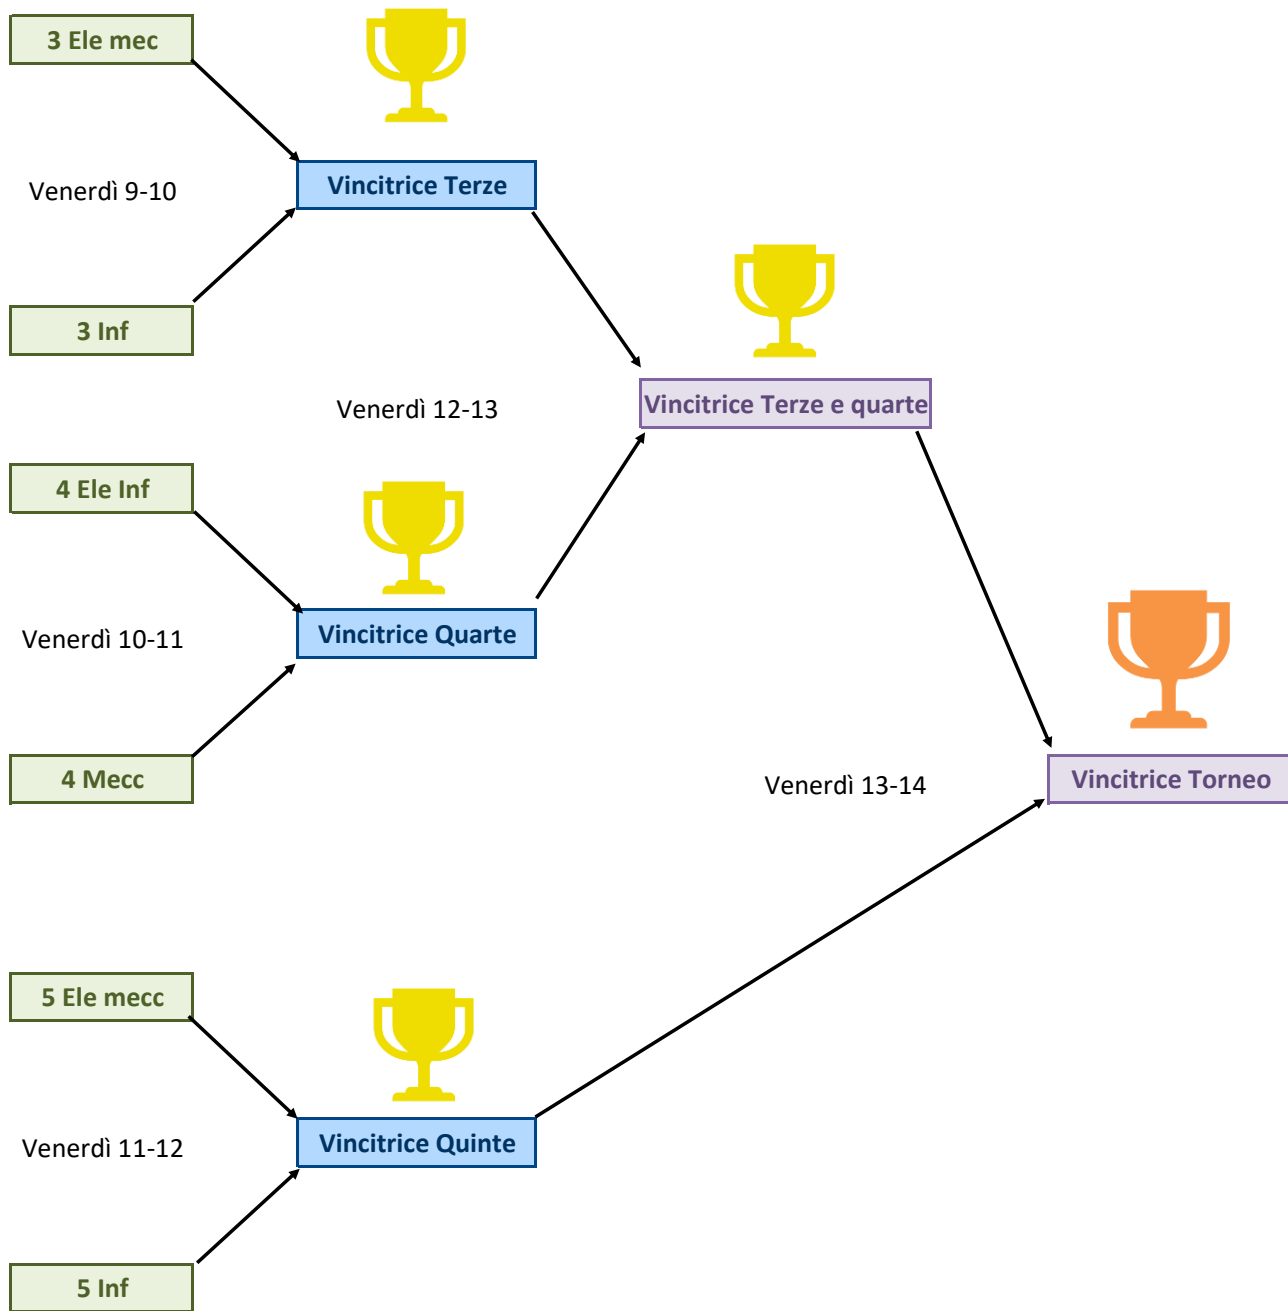 3 Ele mec
Vincitrice Terze
Venerdì 9-10
3 Inf
Vincitrice Terze e quarte
Venerdì 12-13
4 Ele Inf
Vincitrice Quarte
Venerdì 10-11
4 Mecc
Vincitrice Torneo
Venerdì 13-14
5 Ele mecc
Vincitrice Quinte
Venerdì 11-12
5 Inf